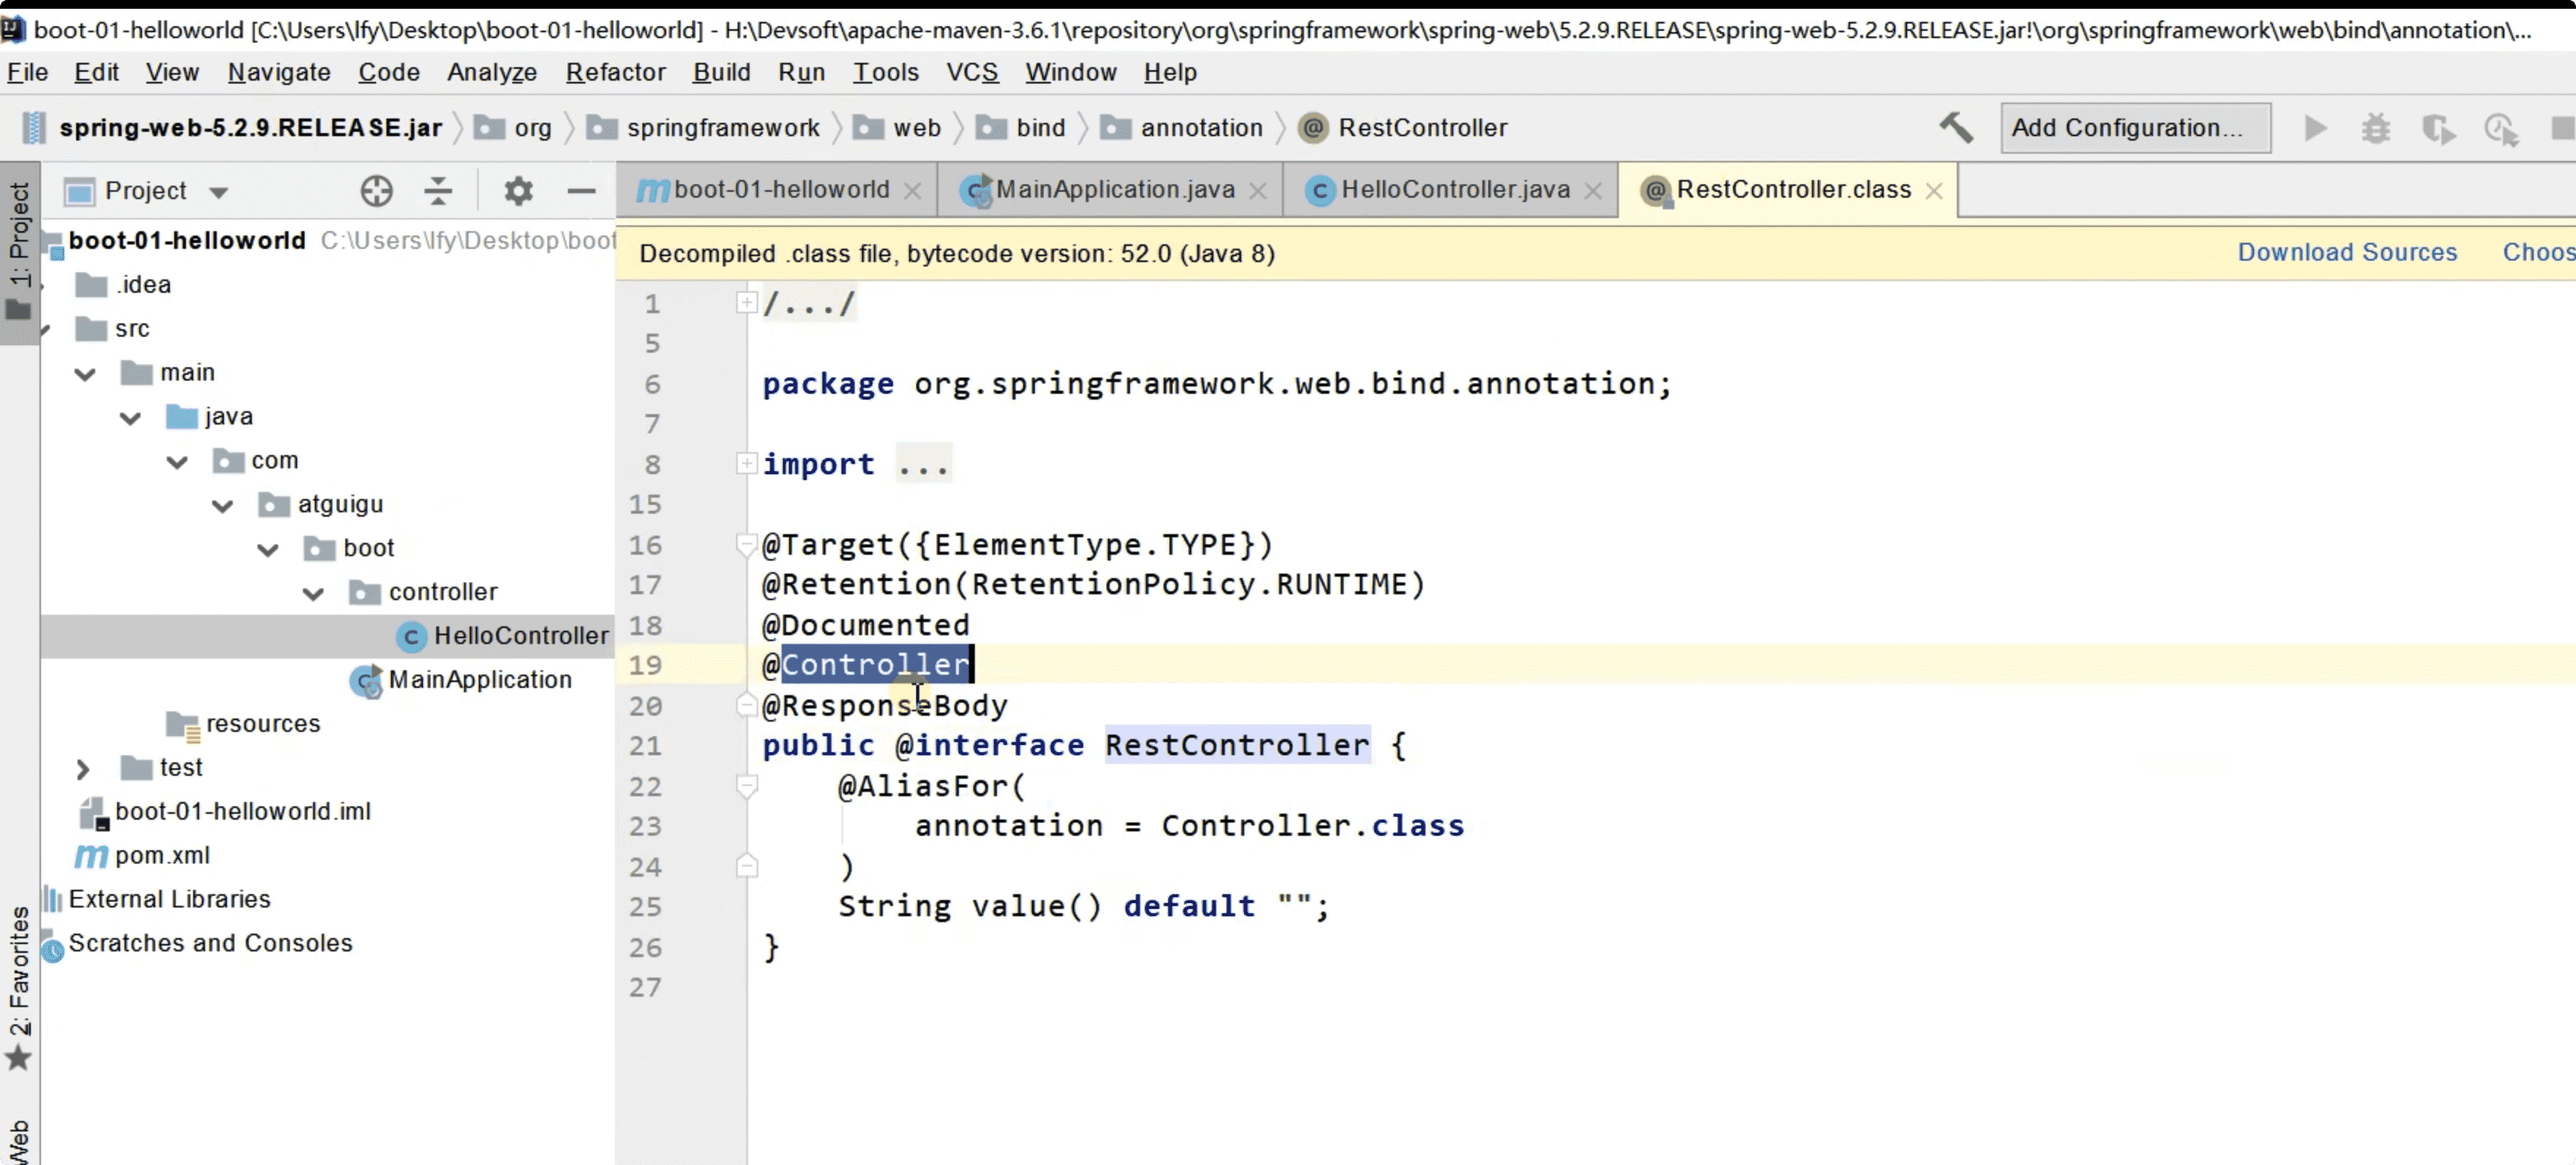 boot-01-helloworld [C:\Users\lfy\Desktop\boot-01-helloworld] - H:\Devsoft\apache-maven-3.6.1\repository\org\springframework\spring-web\5.2.9.RELEASE\spring-web-5.2.9.RELEASE.jar!\org\springframework\web\bind\annotation\...
File Edit View Navigate Code Analyze Refactor Build Run Tools VCS Window Help
spring-web-5.2.9.RELEASE.jar org springframework web bind annotation RestController Add Configuration...
1: Project
2: Favorites
Web
Project
boot-01-helloworld C:\Users\lfy\Desktop\boot
.idea
src
main
java
com
atguigu
boot
controller
HelloController
MainApplication
resources
test
boot-01-helloworld.iml
pom.xml
External Libraries
Scratches and Consoles
boot-01-helloworld MainApplication.java HelloController.java RestController.class
Decompiled .class file, bytecode version: 52.0 (Java 8) Download Sources Choos
1 /.../
5
6 package org.springframework.web.bind.annotation;
7
8 import ...
15
16 @Target({ElementType.TYPE})
17 @Retention(RetentionPolicy.RUNTIME)
18 @Documented
19 @Controller
20 @ResponseBody
21 public @interface RestController {
22 @AliasFor(
23 annotation = Controller.class
24 )
25 String value() default "";
26 }
27